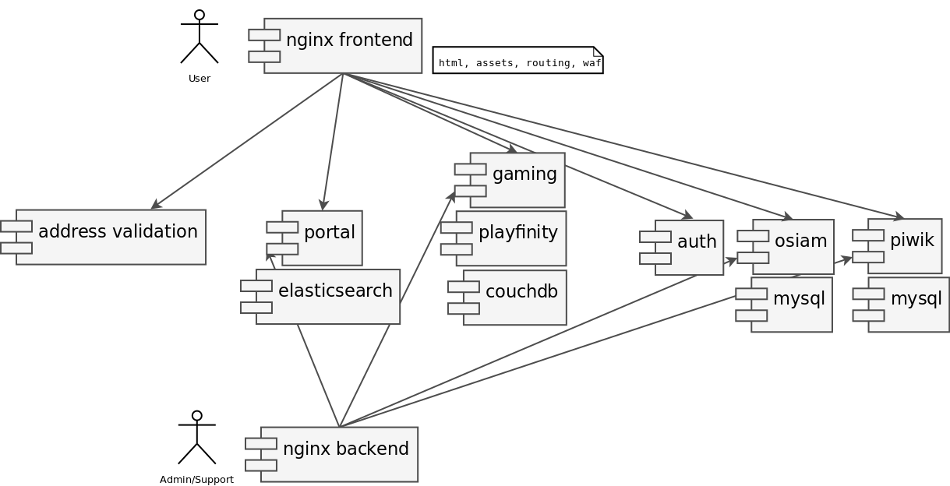 nginx frontend
html, assets, routing, waf
User
gaming
address validation
portal
playfinity
auth
osiam
piwik
elasticsearch
couchdb
mysql
mysql
nginx backend
Admin/Support